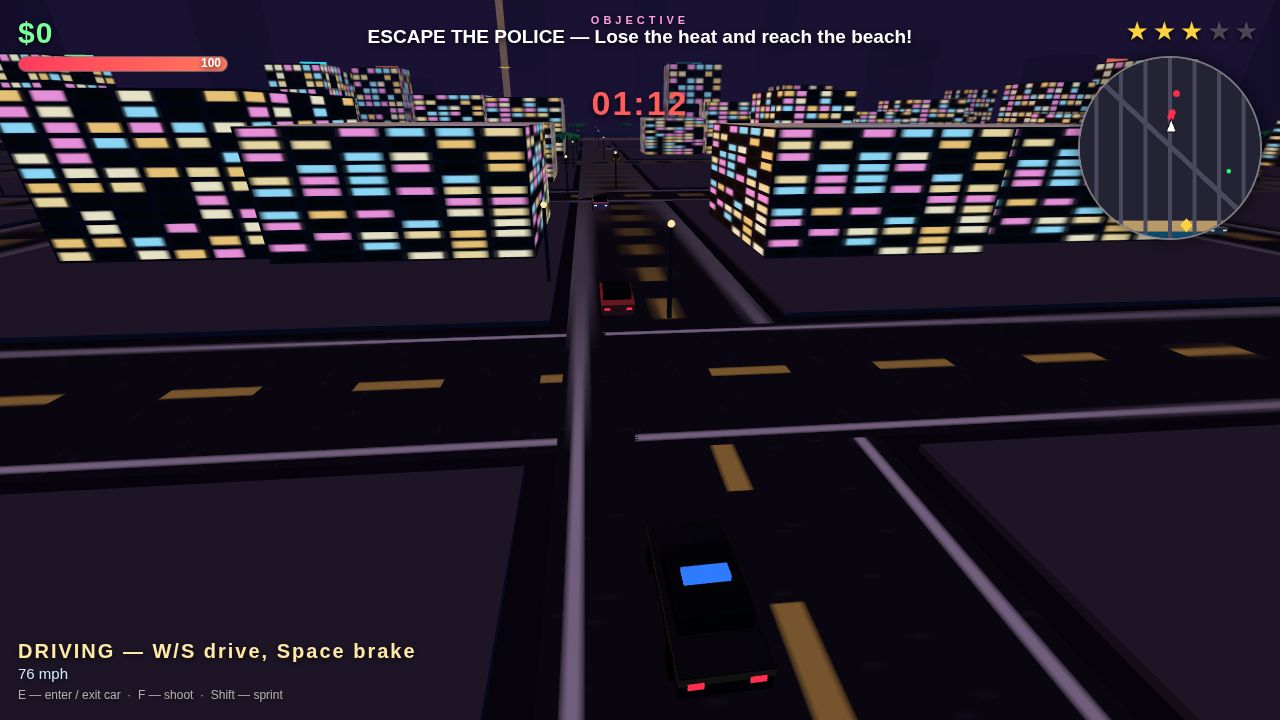 $0
100
OBJECTIVE
ESCAPE THE POLICE — Lose the heat and reach the beach!
01:12
DRIVING — W/S drive, Space brake
76 mph
E — enter / exit car · F — shoot · Shift — sprint